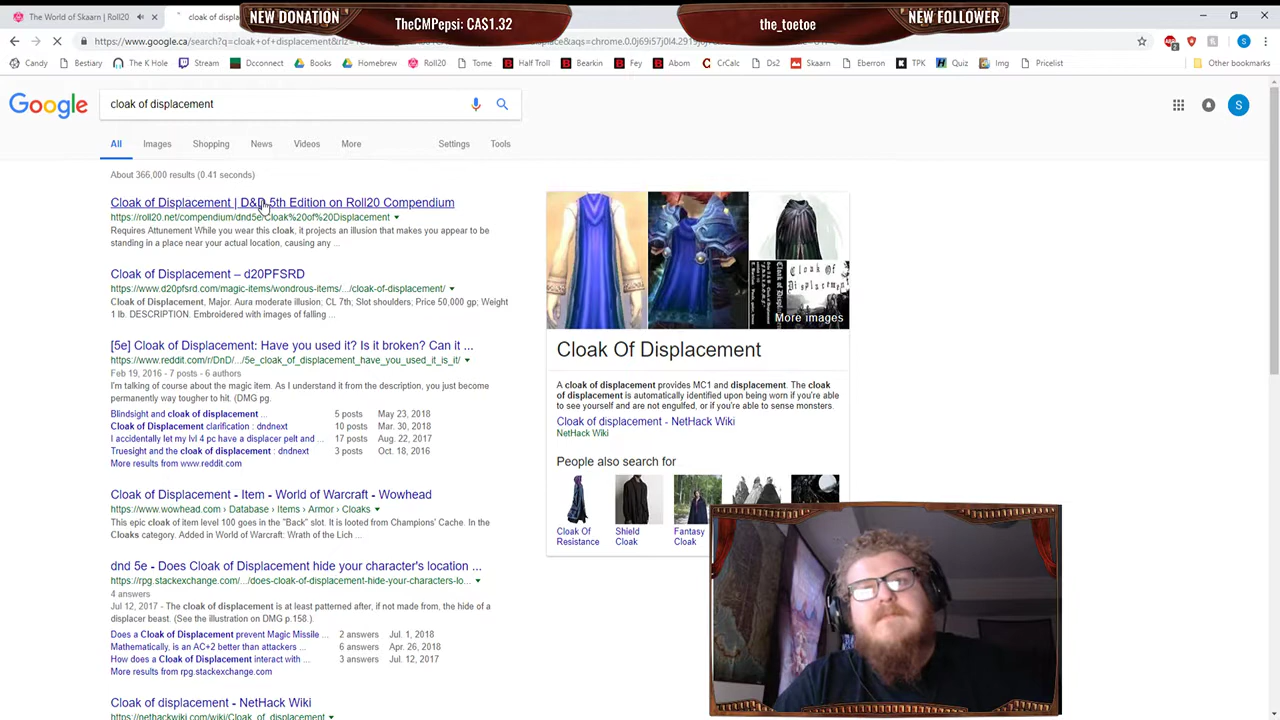 The World of Skaarn | Roll20
cloak of displ
NEW DONATION
TheCMPepsi: CA$1.32
the_toetoe
NEW FOLLOWER
https://www.google.ca/search?q=cloak+of+displacement&rlz
Candy
Bestiary
The K Hole
Stream
Dcconnect
Books
Homebrew
Roll20
Tome
Half Troll
Bearkin
Fey
Abom
CrCalc
Ds2
Skaarn
Eberron
TPK
Quiz
Img
Pricelist
Other bookmarks
Google
cloak of displacement
S
All
Images
Shopping
News
Videos
More
Settings
Tools
About 366,000 results (0.41 seconds)
Cloak of Displacement | D&D 5th Edition on Roll20 Compendium
https://roll20.net/compendium/dnd5e/Cloak%20of%20Displacement
Requires Attunement While you wear this cloak, it projects an illusion that makes you appear to be
standing in a place near your actual location, causing any ...
Cloak of Displacement – d20PFSRD
https://www.d20pfsrd.com/magic-items/wondrous-items/.../cloak-of-displacement/
Cloak of Displacement, Major. Aura moderate illusion; CL 7th; Slot shoulders; Price 50,000 gp; Weight
1 lb. DESCRIPTION. Embroidered with images of falling ...
[5e] Cloak of Displacement: Have you used it? Is it broken? Can it ...
https://www.reddit.com/r/DnD/.../5e_cloak_of_displacement_have_you_used_it_is_it/
Feb 19, 2016 - 7 posts - 6 authors
I'm talking of course about the magic item. As I understand it from the description, you just become
permanently way tougher to hit. (DMG pg.
Blindsight and cloak of displacement ... 5 posts May 23, 2018
Cloak of Displacement clarification : dndnext 10 posts Mar. 30, 2018
I accidentally let my lvl 4 pc have a displacer pelt and ... 17 posts Aug. 22, 2017
Truesight and the cloak of displacement : dndnext 3 posts Oct. 18, 2016
More results from www.reddit.com
Cloak of Displacement - Item - World of Warcraft - Wowhead
https://www.wowhead.com › Database › Items › Armor › Cloaks
This epic cloak of item level 100 goes in the "Back" slot. It is looted from Champions' Cache. In the
Cloaks category. Added in World of Warcraft: Wrath of the Lich ...
dnd 5e - Does Cloak of Displacement hide your character's location ...
https://rpg.stackexchange.com/.../does-cloak-of-displacement-hide-your-characters-lo...
4 answers
Jul 12, 2017 - The cloak of displacement is at least patterned after, if not made from, the hide of a
displacer beast. (See the illustration on DMG p.158.)
Does a Cloak of Displacement prevent Magic Missile ... 2 answers Jul. 1, 2018
Mathematically, is an AC+2 better than attackers ... 6 answers Apr. 26, 2018
How does a Cloak of Displacement interact with ... 3 answers Jul. 12, 2017
More results from rpg.stackexchange.com
Cloak of displacement - NetHack Wiki
https://nethackwiki.com/wiki/Cloak_of_displacement
More images
Cloak Of Displacement
A cloak of displacement provides MC1 and displacement. The cloak
of displacement is automatically identified upon being worn if you're able
to see yourself and are not engulfed, or if you're able to sense monsters.
Cloak of displacement - NetHack Wiki
NetHack Wiki
People also search for
Cloak Of
Resistance
Shield
Cloak
Fantasy
Cloak